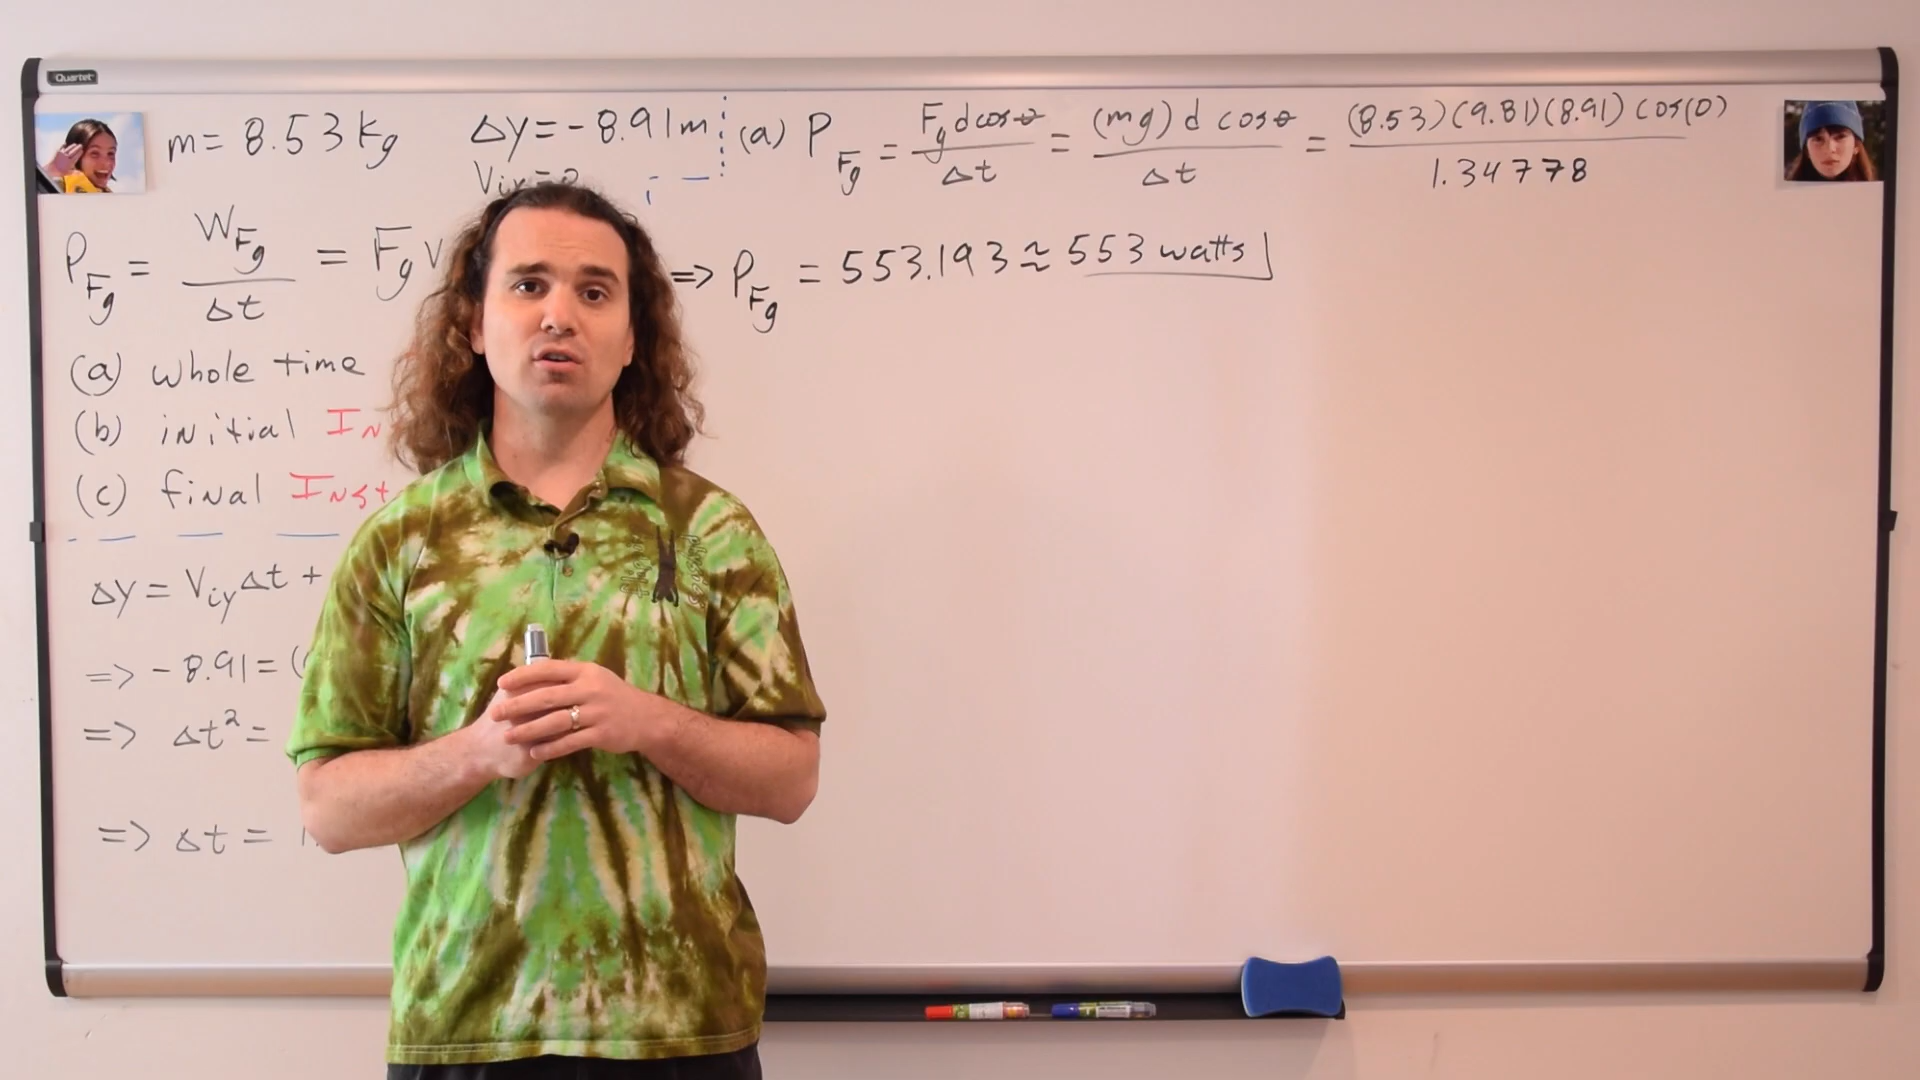 Quartet
m = 8.53 kg
Δy = -8.91 m
P_Fg = W_Fg / Δt = F_g v
(a) whole time
(b) initial
(c) final Inst
Δy = V_iy Δt +
=> -8.91 = (
=> Δt² =
=> Δt =
(a) P_Fg = F_g d cos θ / Δt = (mg) d cos θ / Δt = (8.53)(9.81)(8.91) cos(0) / 1.34778
=> P_Fg = 553.193 ≈ 553 watts
physics